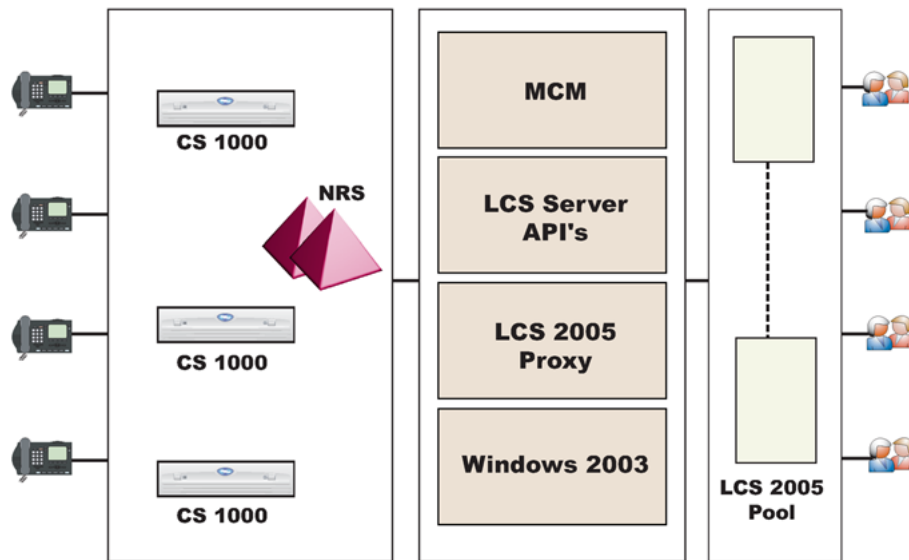 CS 1000
NRS
CS 1000
CS 1000
MCM
LCS Server
API's
LCS 2005
Proxy
Windows 2003
LCS 2005
Pool